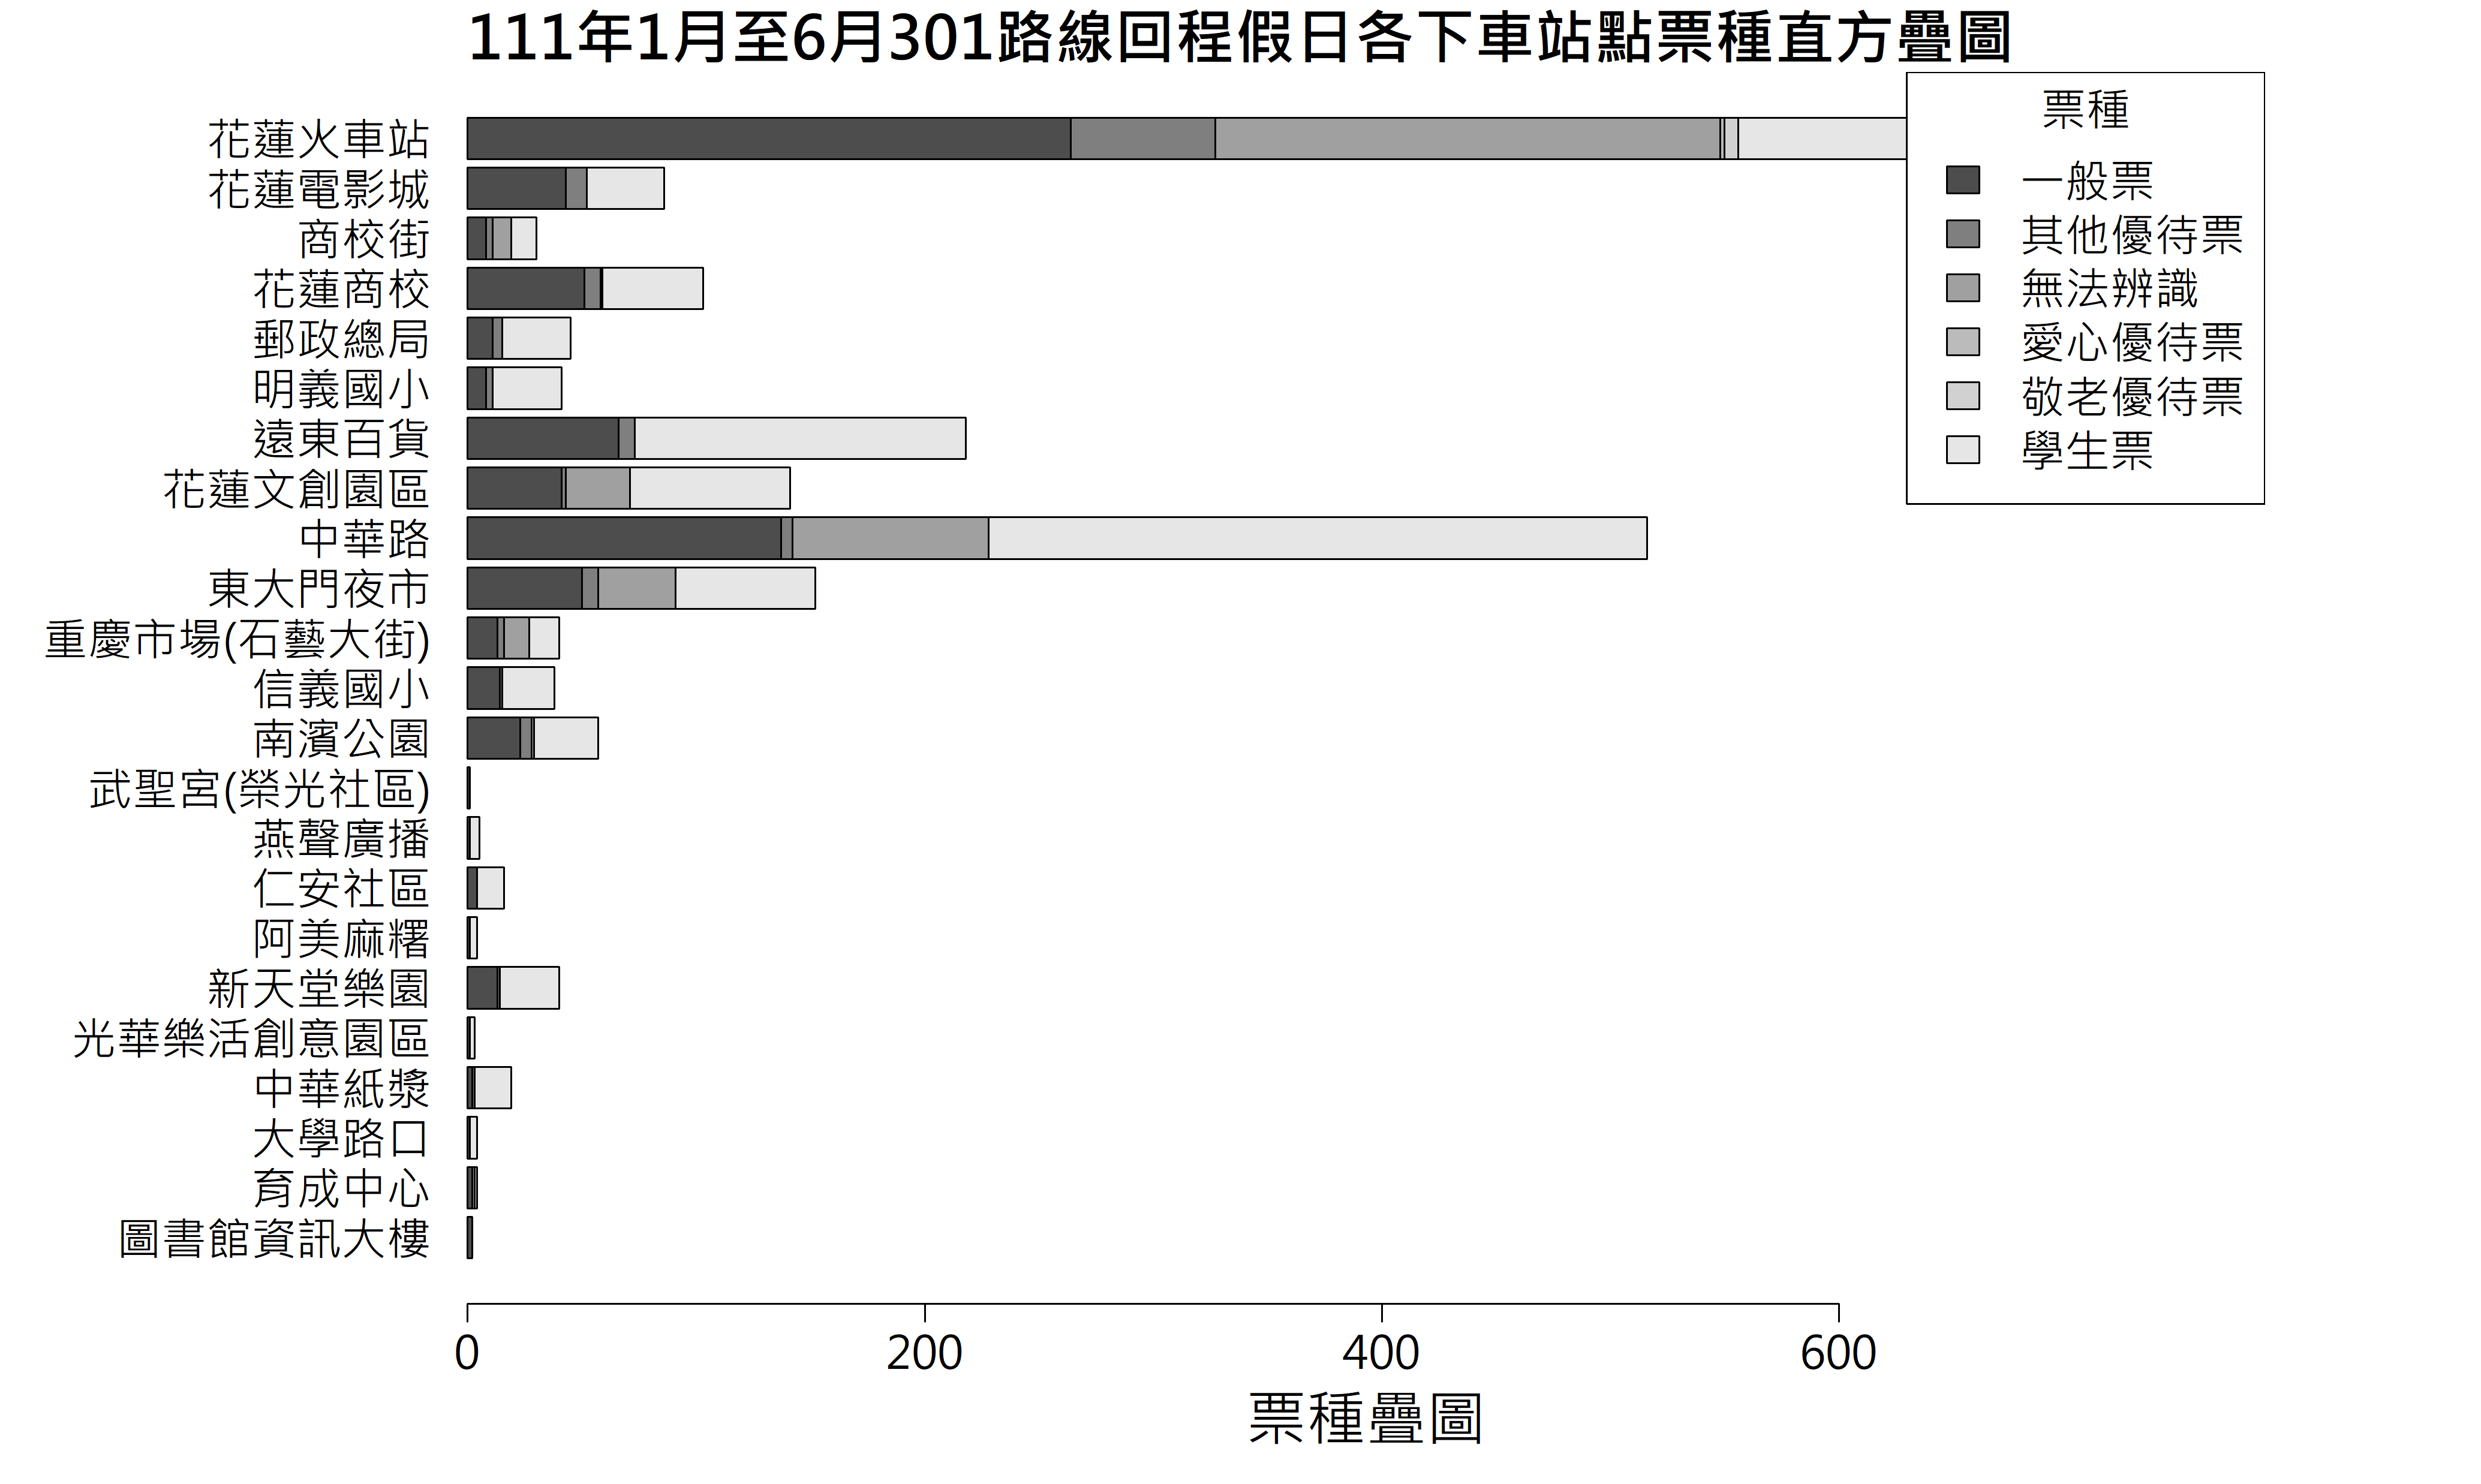 111年1月至6月301路線回程假日各下車站點票種直方疊圖
票種
一般票
其他優待票
無法辨識
愛心優待票
敬老優待票
學生票
花蓮火車站
花蓮電影城
商校街
花蓮商校
郵政總局
明義國小
遠東百貨
花蓮文創園區
中華路
東大門夜市
重慶市場(石藝大街)
信義國小
南濱公園
武聖宮(榮光社區)
燕聲廣播
仁安社區
阿美麻糬
新天堂樂園
光華樂活創意園區
中華紙漿
大學路口
育成中心
圖書館資訊大樓
0 200 400 600
票種疊圖